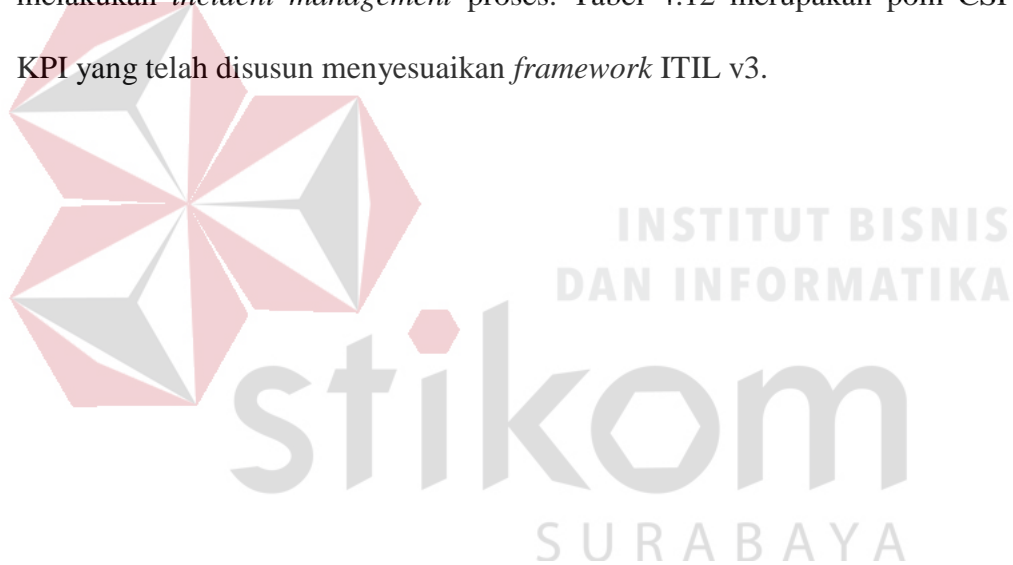 melakukan incident management proses. Tabel 4.12 merupakan poin CSF
KPI yang telah disusun menyesuaikan framework ITIL v3.
INSTITUT BISNIS
DAN INFORMATIKA
stikom
SURABAYA